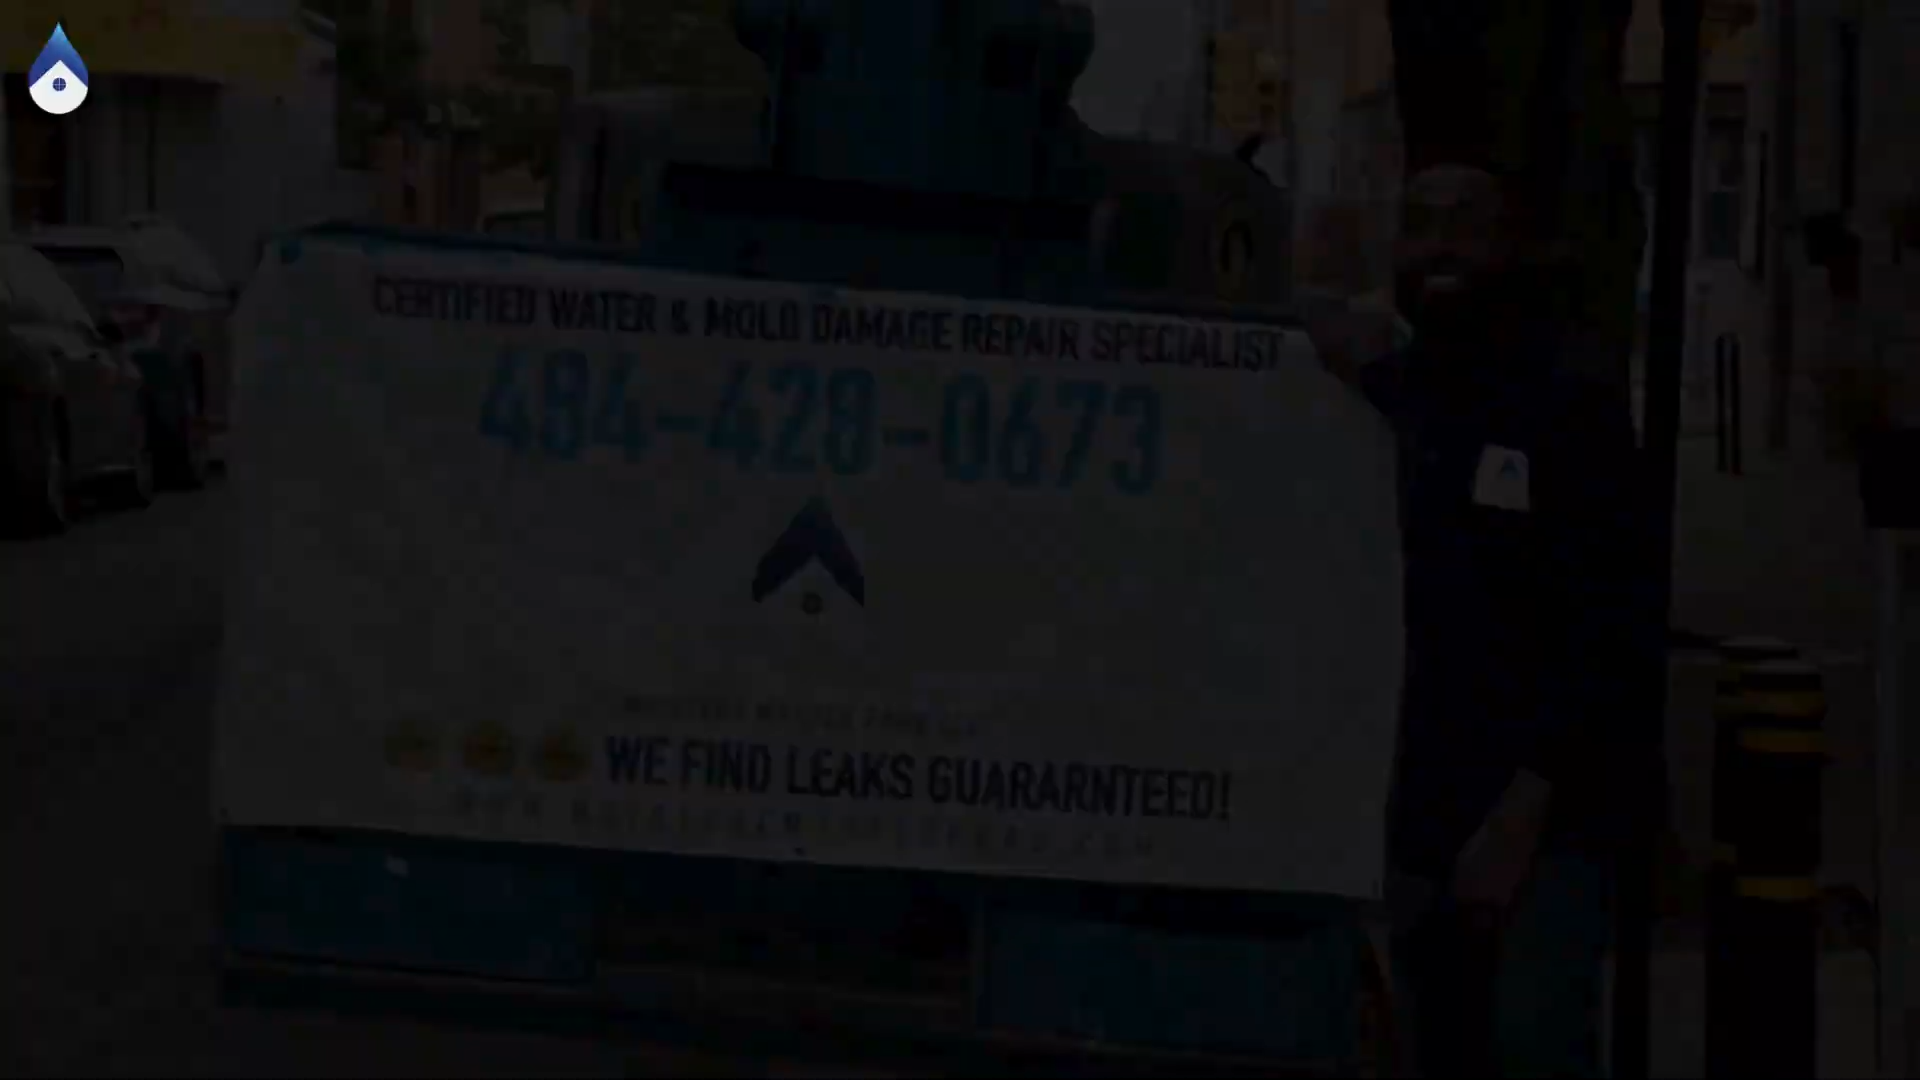 CERTIFIED WATER & MOLD DAMAGE REPAIR SPECIALIST
484-428-0673
WE FIND LEAKS GUARARNTEED!